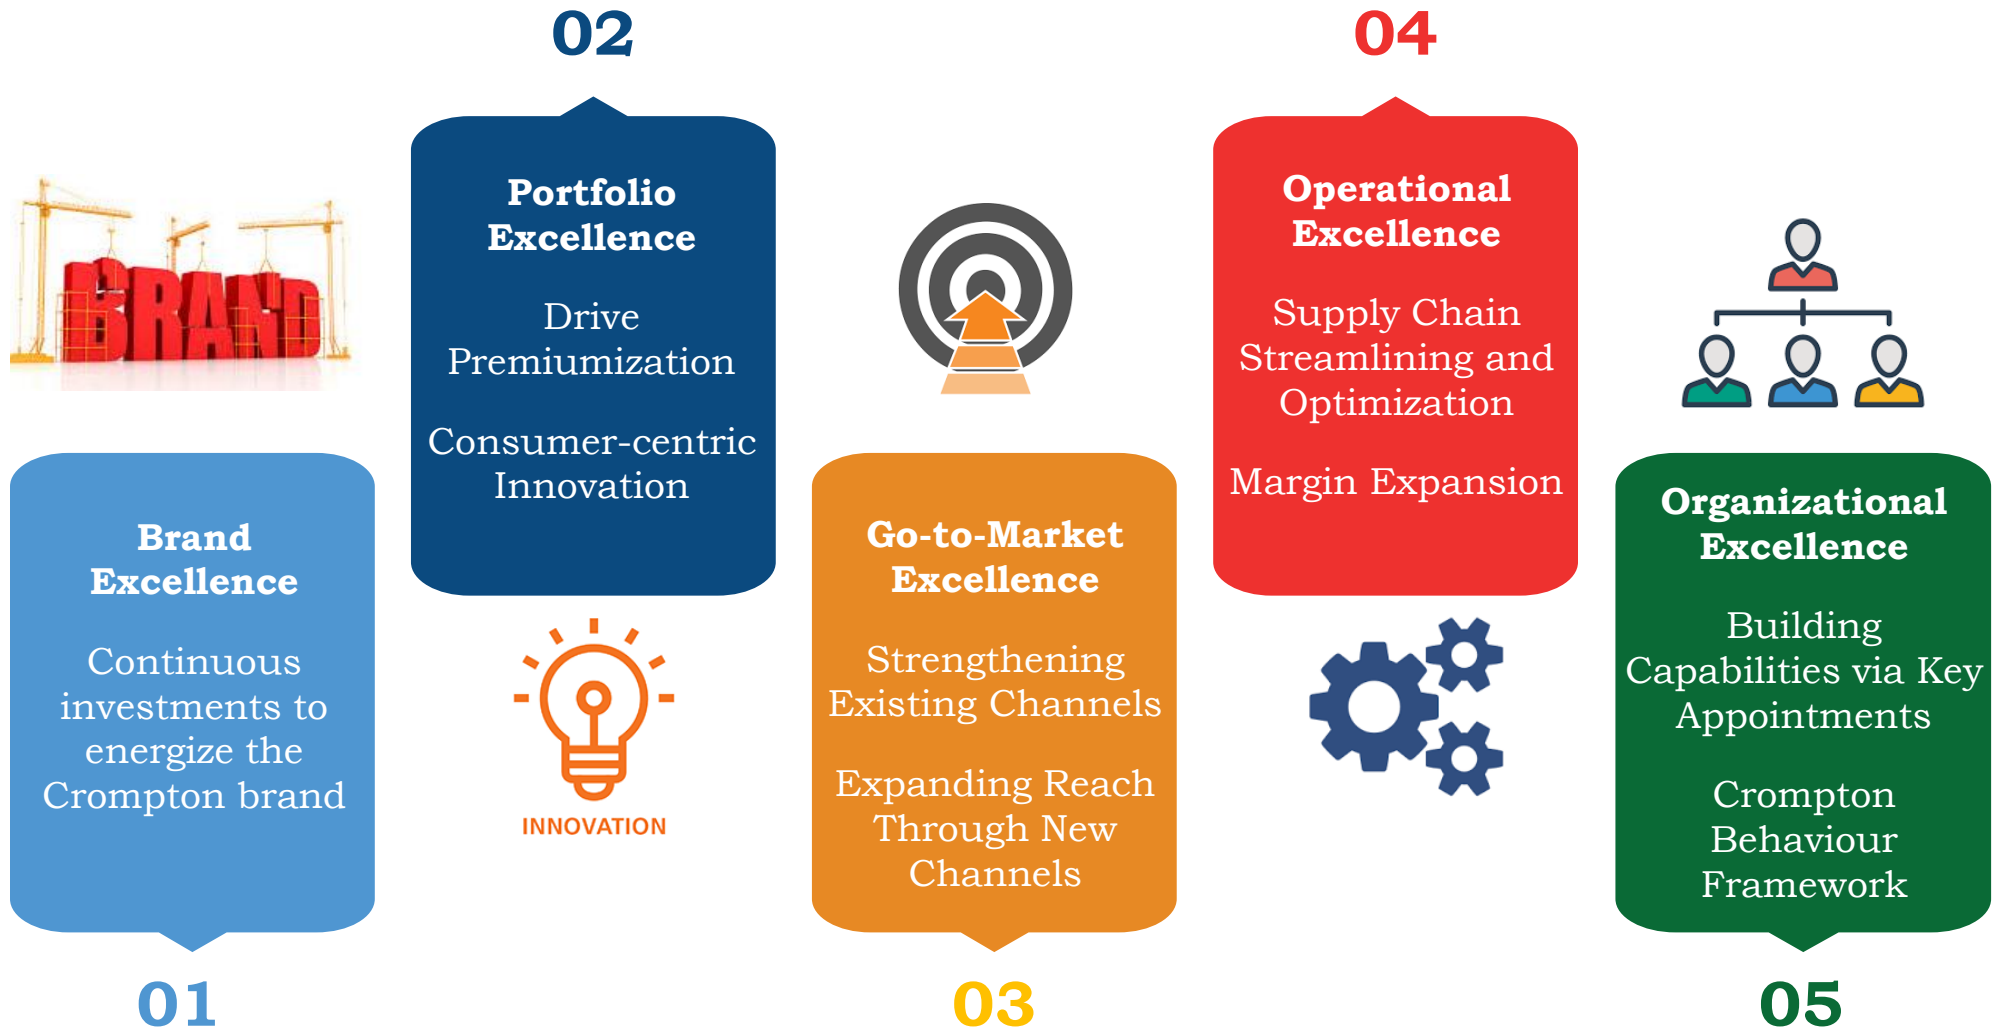 BRAND
Brand
Excellence
Continuous
investments to
energize the
Crompton brand
01
02
Portfolio
Excellence
Drive
Premiumization
Consumer-centric
Innovation
INNOVATION
Go-to-Market
Excellence
Strengthening
Existing Channels
Expanding Reach
Through New
Channels
03
04
Operational
Excellence
Supply Chain
Streamlining and
Optimization
Margin Expansion
Organizational
Excellence
Building
Capabilities via Key
Appointments
Crompton
Behaviour
Framework
05